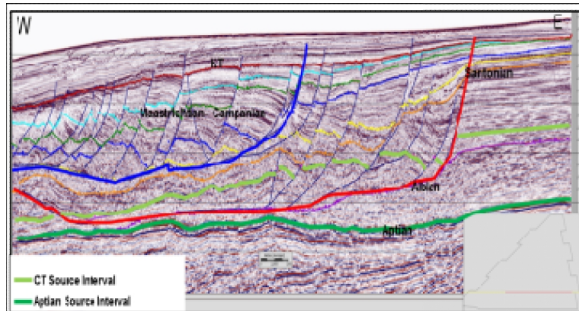 W
E
KT
Santonian
Maastrichtian Campanian
Albian
Aptian
CT Source Interval
Aptian Source Interval